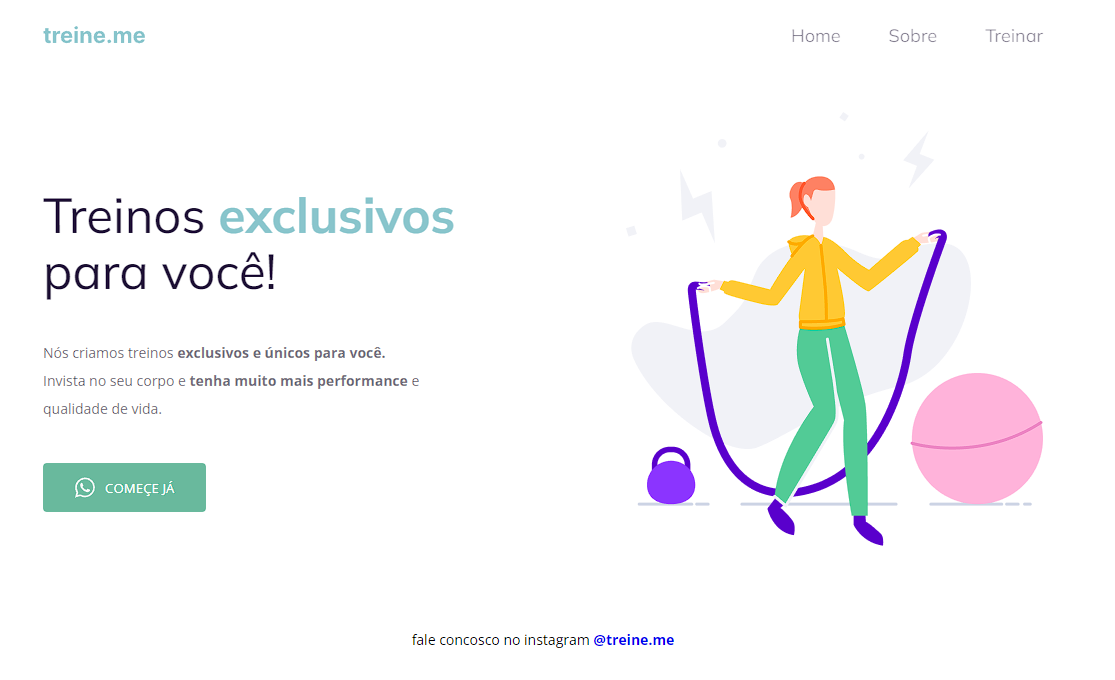 treine.me
Home Sobre Treinar
Treinos exclusivos
para você!
Nós criamos treinos exclusivos e únicos para você.
Invista no seu corpo e tenha muito mais performance e
qualidade de vida.
COMEÇE JÁ
fale concosco no instagram @treine.me